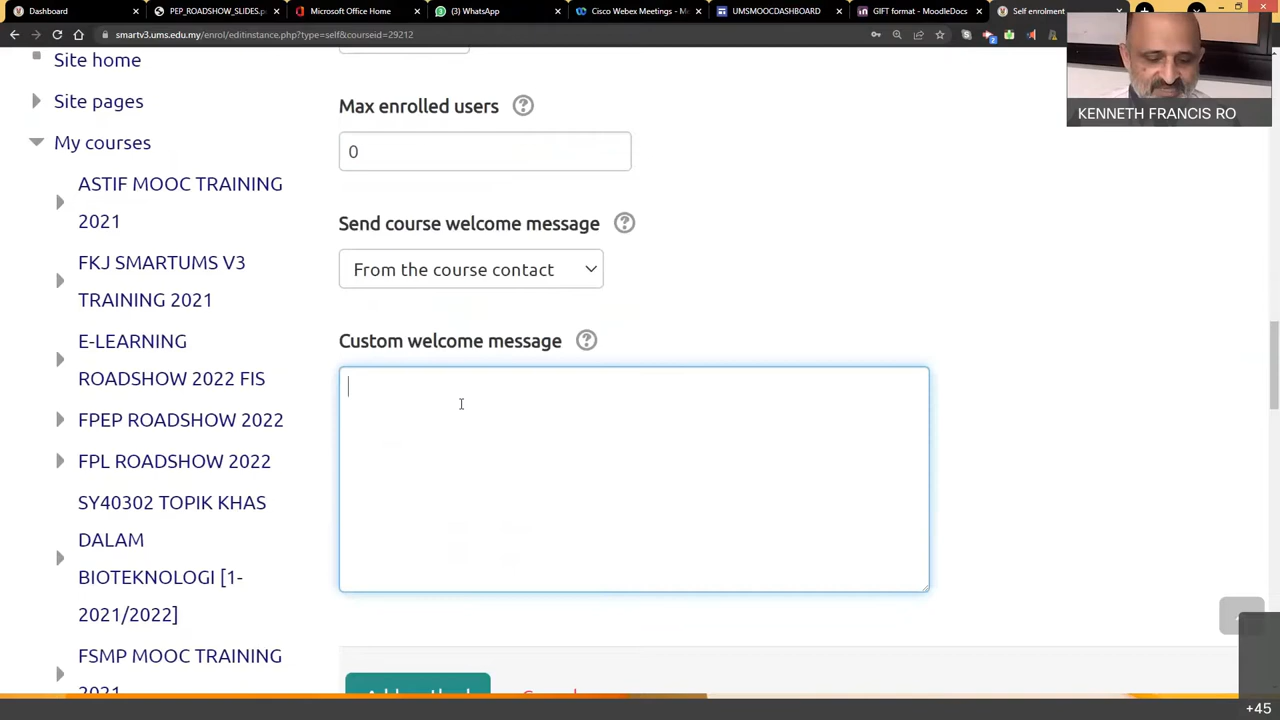 Dashboard
PEP_ROADSHOW_SLIDES.p
Microsoft Office Home
(3) WhatsApp
Cisco Webex Meetings - M
UMSMOOCDASHBOARD
GIFT format - MoodleDocs
Self enrolment
smartv3.ums.edu.my/enrol/editinstance.php?type=self&courseid=29212
KENNETH FRANCIS RO
Site home
Site pages
My courses
ASTIF MOOC TRAINING
2021
FKJ SMARTUMS V3
TRAINING 2021
E-LEARNING
ROADSHOW 2022 FIS
FPEP ROADSHOW 2022
FPL ROADSHOW 2022
SY40302 TOPIK KHAS
DALAM
BIOTEKNOLOGI [1-
2021/2022]
FSMP MOOC TRAINING
2021
Max enrolled users
0
Send course welcome message
From the course contact
Custom welcome message
+45